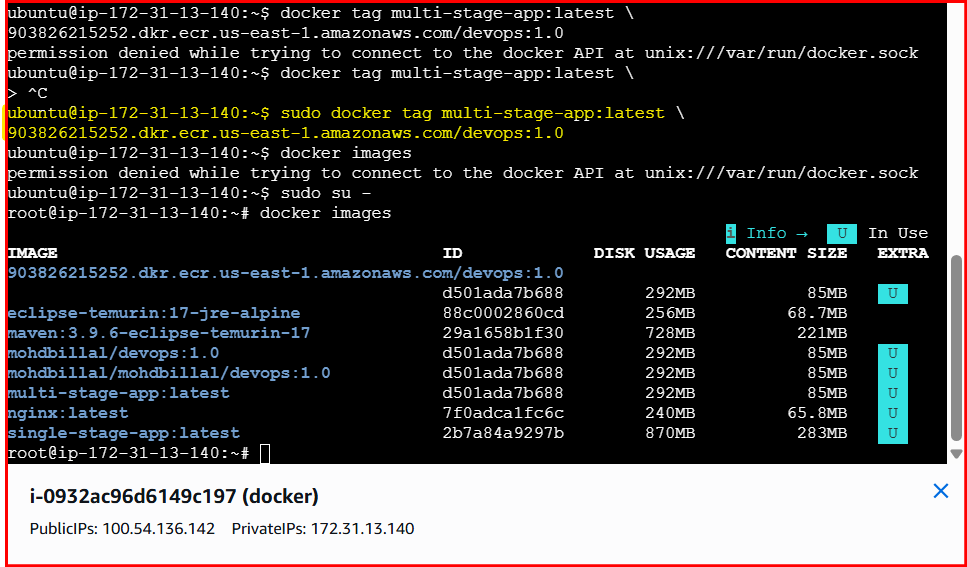 ubuntu@ip-172-31-13-140:~$ docker tag multi-stage-app:latest \
903826215252.dkr.ecr.us-east-1.amazonaws.com/devops:1.0
permission denied while trying to connect to the docker API at unix:///var/run/docker.sock
ubuntu@ip-172-31-13-140:~$ docker tag multi-stage-app:latest \
> ^C
ubuntu@ip-172-31-13-140:~$ sudo docker tag multi-stage-app:latest \
903826215252.dkr.ecr.us-east-1.amazonaws.com/devops:1.0
ubuntu@ip-172-31-13-140:~$ docker images
permission denied while trying to connect to the docker API at unix:///var/run/docker.sock
ubuntu@ip-172-31-13-140:~$ sudo su -
root@ip-172-31-13-140:~# docker images
i Info → U In Use
IMAGE ID DISK USAGE CONTENT SIZE EXTRA
903826215252.dkr.ecr.us-east-1.amazonaws.com/devops:1.0
d501ada7b688 292MB 85MB U
eclipse-temurin:17-jre-alpine 88c0002860cd 256MB 68.7MB
maven:3.9.6-eclipse-temurin-17 29a1658b1f30 728MB 221MB
mohdbillal/devops:1.0 d501ada7b688 292MB 85MB U
mohdbillal/mohdbillal/devops:1.0 d501ada7b688 292MB 85MB U
multi-stage-app:latest d501ada7b688 292MB 85MB U
nginx:latest 7f0adca1fc6c 240MB 65.8MB U
single-stage-app:latest 2b7a84a9297b 870MB 283MB U
root@ip-172-31-13-140:~#
i-0932ac96d6149c197 (docker)
PublicIPs: 100.54.136.142 PrivateIPs: 172.31.13.140